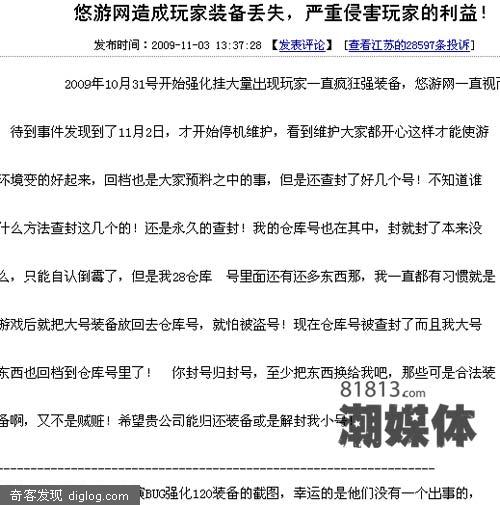 悠游网造成玩家装备丢失，严重侵害玩家的利益！
发布时间：2009-11-03 13:37:28 【发表评论】 [查看江苏的28597条投诉]
2009年10月31号开始强化挂大量出现玩家一直疯狂强装备，悠游网一直视而
待到事件发现到了11月2日，才开始停机维护，看到维护大家都开心这样才能使游
环境变的好起来，回档也是大家预料之中的事，但是还查封了好几个号！不知道谁
什么方法查封这几个的！还是永久的查封！我的仓库号也在其中，封就封了本来没
么，只能自认倒霉了，但是我28仓库 号里面还有还多东西那，我一直都有习惯就是
游戏后就把大号装备放回去仓库号，就怕被盗号！现在仓库号被查封了而且我大号
东西也回档到仓库号里了！ 你封号归封号，至少把东西换给我吧，那些可是合法装
备啊，又不是贼赃！希望贵公司能归还装备或是解封我小号！
81813.com
潮媒体
--------------------------------------------------------------
奇客发现 diglog.com BUG强化120装备的截图，幸运的是他们没有一个出事的，